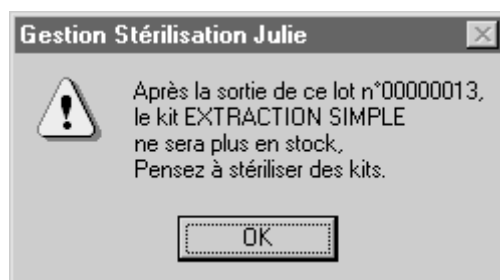 Gestion Stérilisation Julie
Après la sortie de ce lot n°00000013,
le kit EXTRACTION SIMPLE
ne sera plus en stock,
Pensez à stériliser des kits.
OK